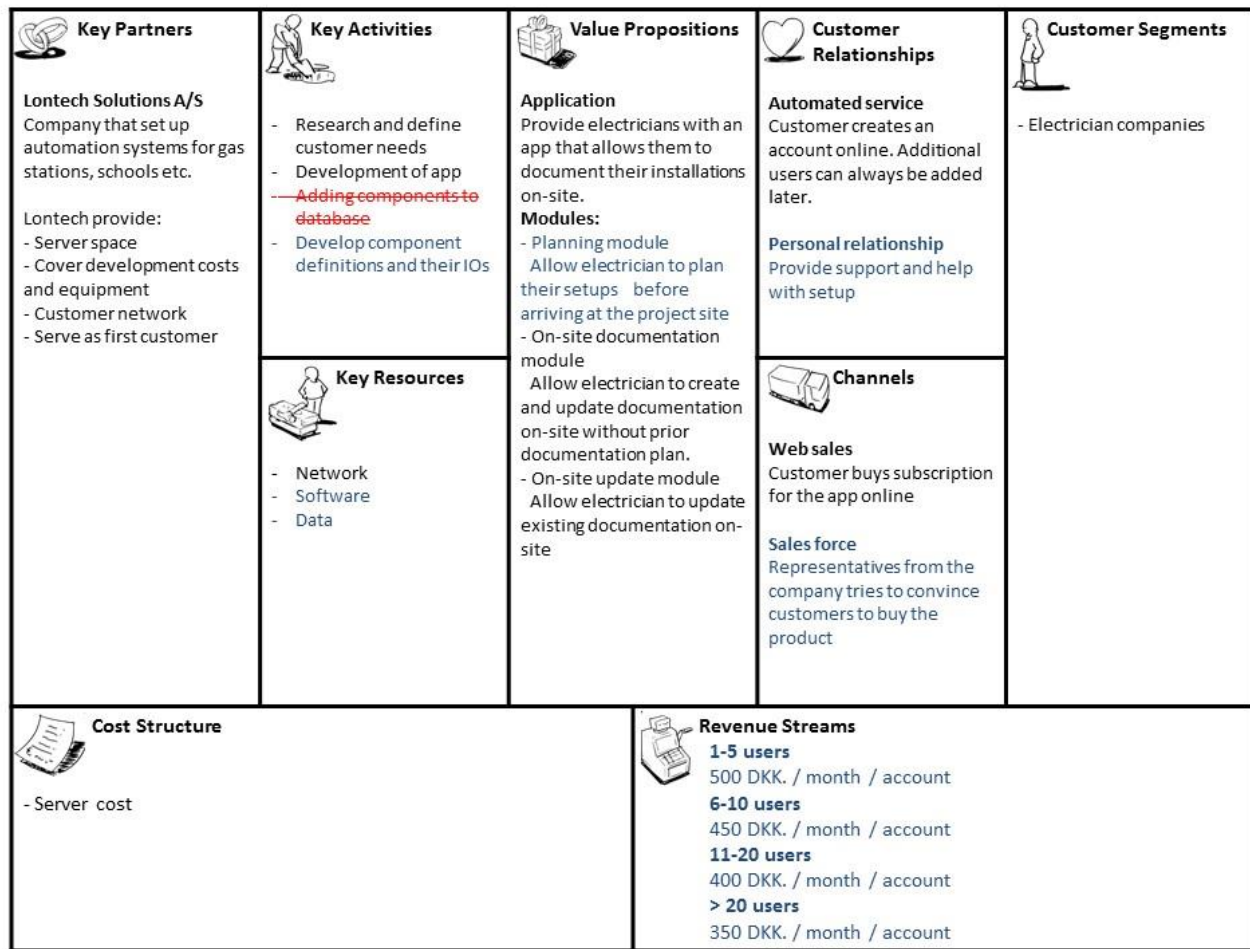 Key Partners
Lontech Solutions A/S
Company that set up
automation systems for gas
stations, schools etc.
Lontech provide:
- Server space
- Cover development costs
and equipment
- Customer network
- Serve as first customer
Key Activities
- Research and define
customer needs
- Development of app
- Adding components to
database
- Develop component
definitions and their IOs
Key Resources
- Network
- Software
- Data
Value Propositions
Application
Provide electricians with an
app that allows them to
document their installations
on-site.
Modules:
- Planning module
Allow electrician to plan
their setups before
arriving at the project site
- On-site documentation
module
Allow electrician to create
and update documentation
on-site without prior
documentation plan.
- On-site update module
Allow electrician to update
existing documentation on-
site
Customer
Relationships
Automated service
Customer creates an
account online. Additional
users can always be added
later.
Personal relationship
Provide support and help
with setup
Channels
Web sales
Customer buys subscription
for the app online
Sales force
Representatives from the
company tries to convince
customers to buy the
product
Customer Segments
- Electrician companies
Cost Structure
- Server cost
Revenue Streams
1-5 users
500 DKK. / month / account
6-10 users
450 DKK. / month / account
11-20 users
400 DKK. / month / account
> 20 users
350 DKK. / month / account